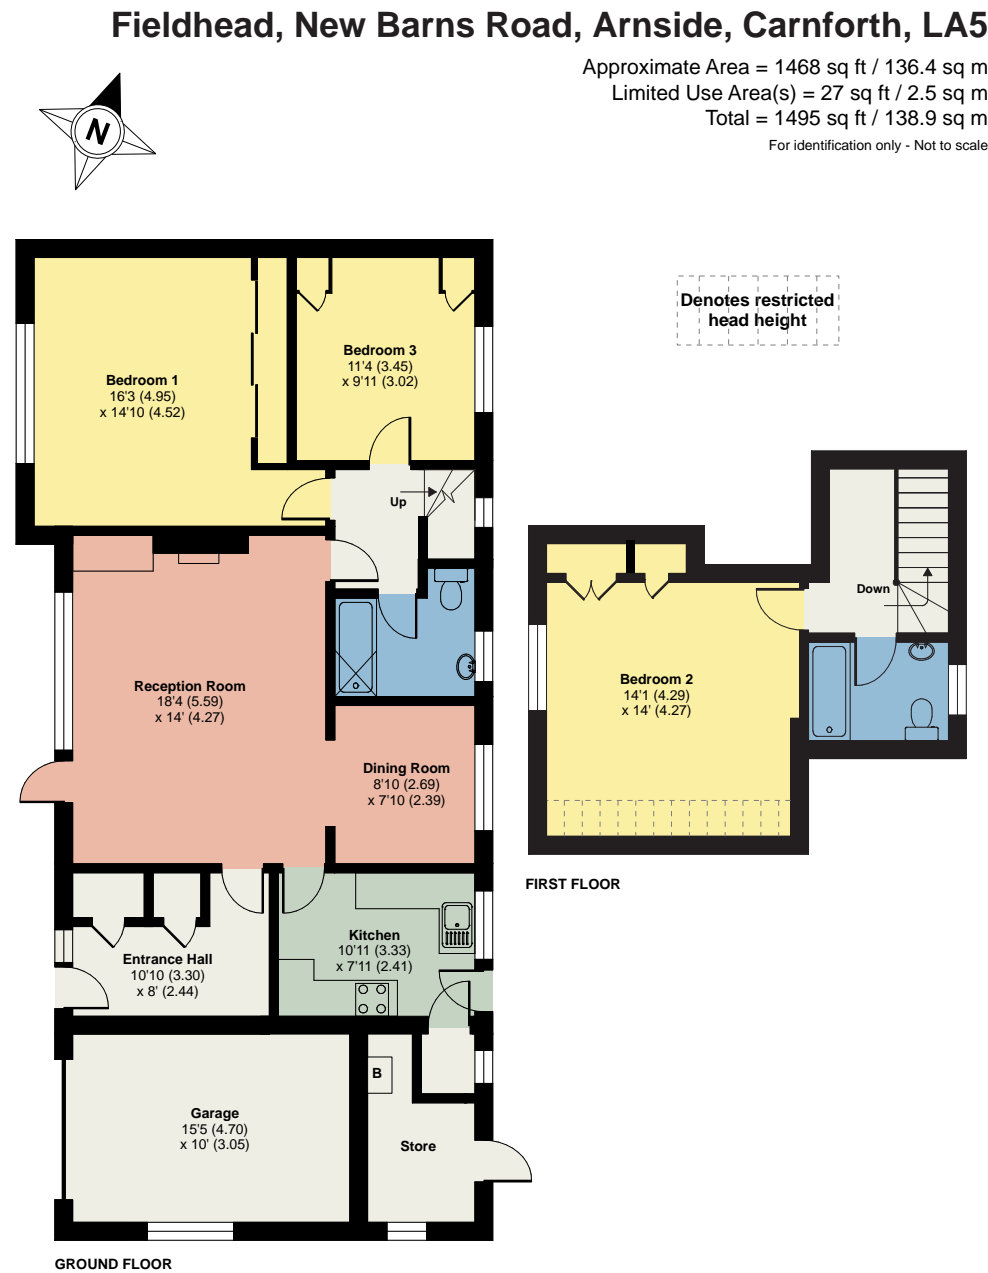 Fieldhead, New Barns Road, Arnside, Carnforth, LA5
Approximate Area = 1468 sq ft / 136.4 sq m
Limited Use Area(s) = 27 sq ft / 2.5 sq m
Total = 1495 sq ft / 138.9 sq m
For identification only - Not to scale
N
Denotes restricted
head height
Bedroom 1
16'3 (4.95)
x 14'10 (4.52)
Bedroom 3
11'4 (3.45)
x 9'11 (3.02)
Up
Reception Room
18'4 (5.59)
x 14' (4.27)
Dining Room
8'10 (2.69)
x 7'10 (2.39)
Kitchen
10'11 (3.33)
x 7'11 (2.41)
Entrance Hall
10'10 (3.30)
x 8' (2.44)
B
Garage
15'5 (4.70)
x 10' (3.05)
Store
GROUND FLOOR
Down
Bedroom 2
14'1 (4.29)
x 14' (4.27)
FIRST FLOOR